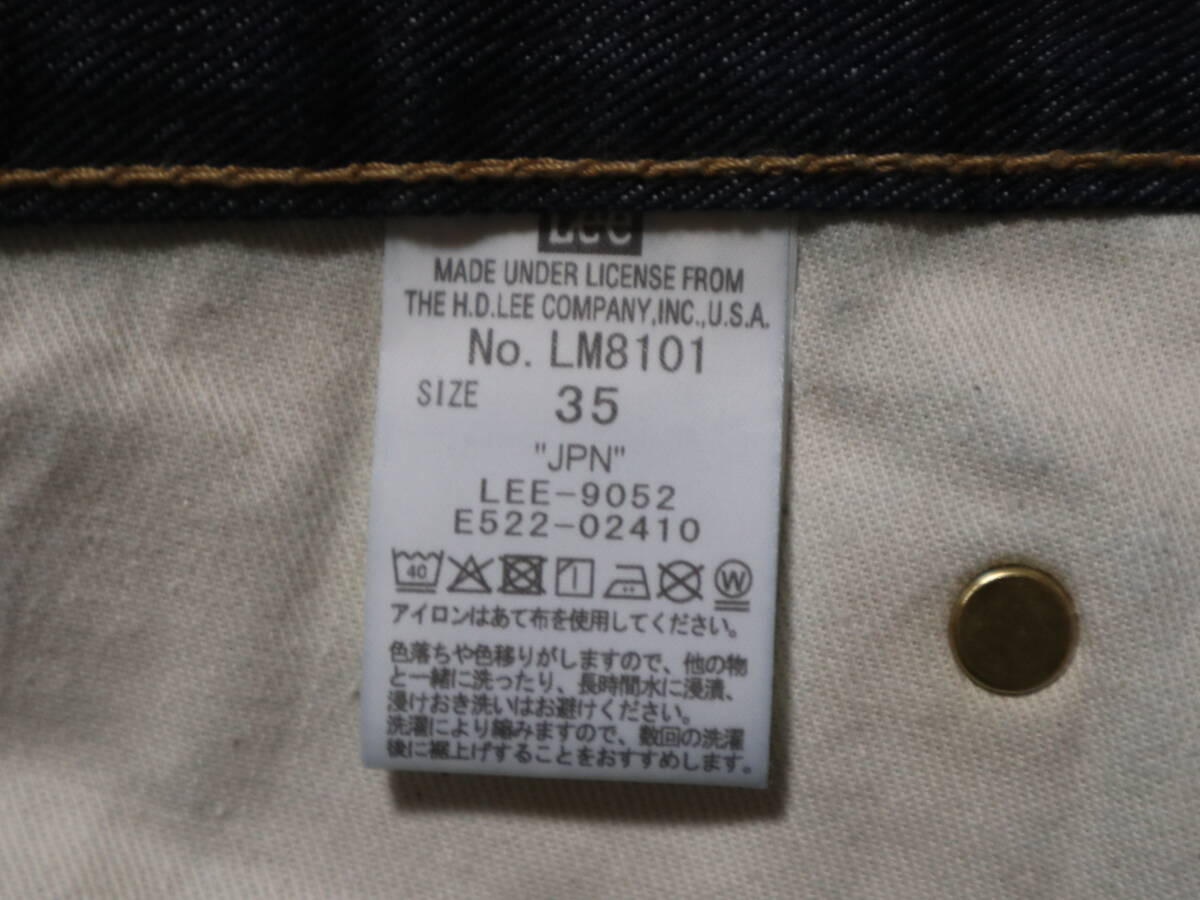 Lee
MADE UNDER LICENSE FROM
THE H.D.LEE COMPANY,INC.,U.S.A.
No. LM8101
SIZE 35
"JPN"
LEE-9052
E522-02410
40 W
アイロンはあて布を使用してください。
色落ちや色移りがしますので、他の物
と一緒に洗ったり、長時間水に浸漬、
浸けおき洗いはお避けください。
洗濯により縮みますので、数回の洗濯
後に裾上げすることをおすすめします。